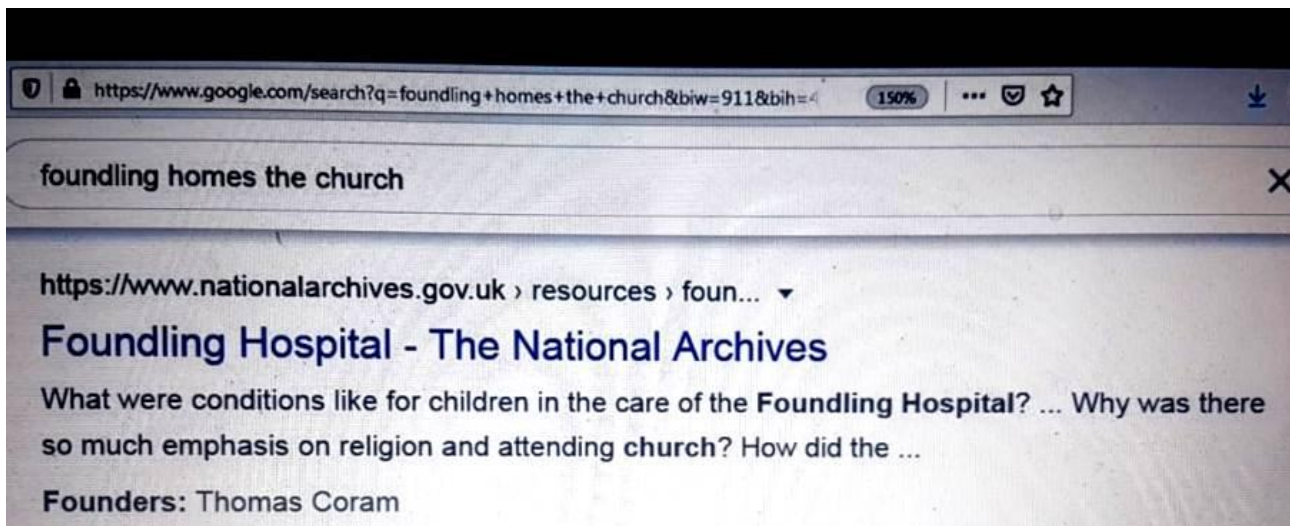 https://www.google.com/search?q=foundling+homes+the+church&biw=911&bih=4 150% ...
foundling homes the church
https://www.nationalarchives.gov.uk › resources › foun...
Foundling Hospital - The National Archives
What were conditions like for children in the care of the Foundling Hospital? ... Why was there
so much emphasis on religion and attending church? How did the ...
Founders: Thomas Coram